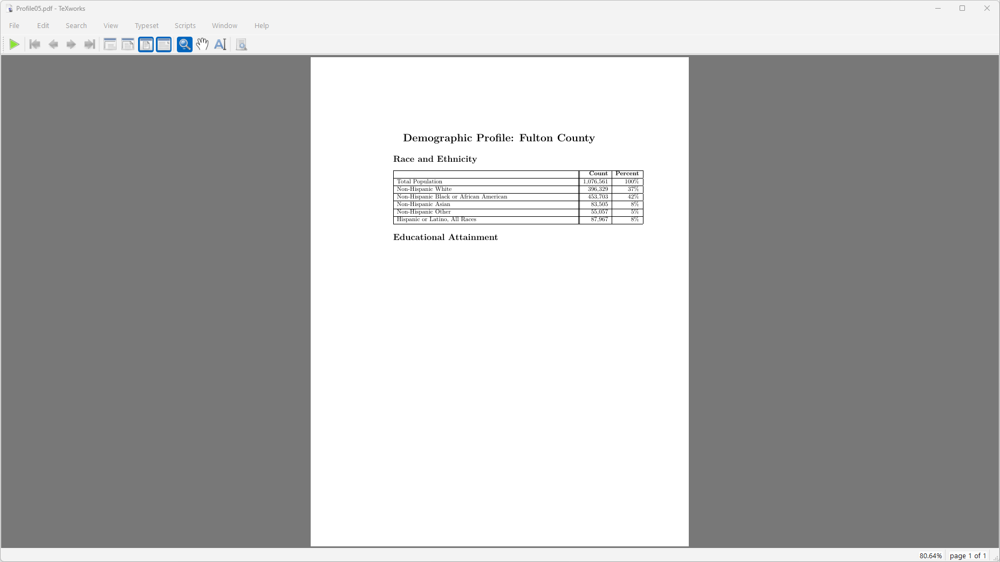 Profile05.pdf - TeXworks
File Edit Search View Typeset Scripts Window Help
Demographic Profile: Fulton County
Race and Ethnicity
Count Percent
Total Population 1,076,561 100%
Non-Hispanic White 396,329 37%
Non-Hispanic Black or African American 453,703 42%
Non-Hispanic Asian 83,505 8%
Non-Hispanic Other 55,057 5%
Hispanic or Latino, All Races 87,967 8%
Educational Attainment
80.64% page 1 of 1